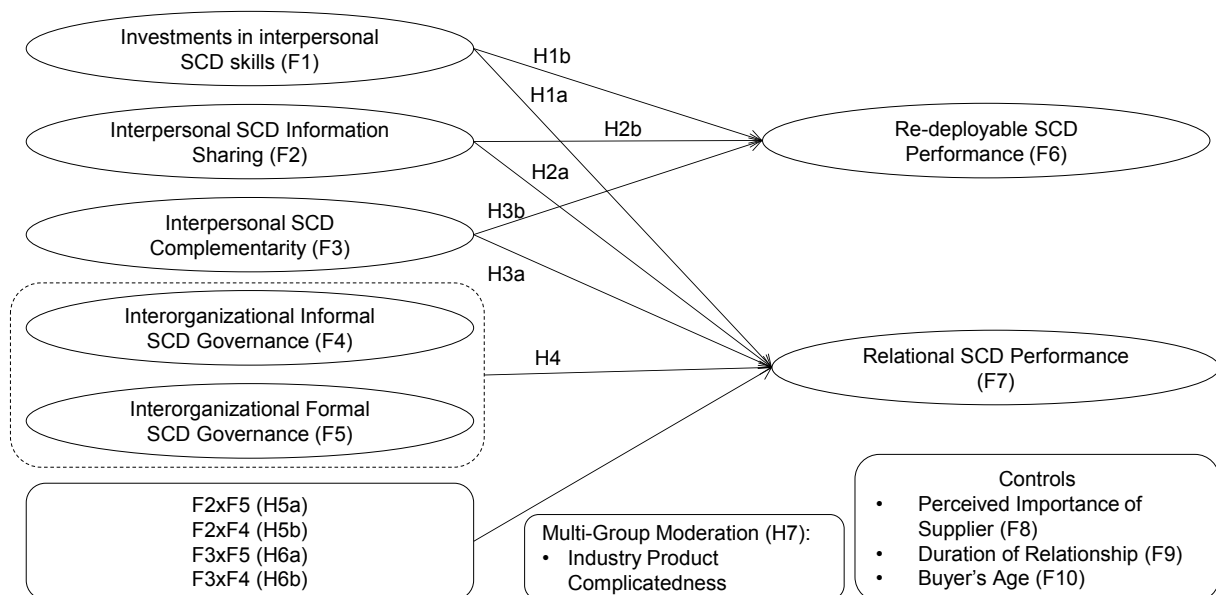 Investments in interpersonal
SCD skills (F1)
H1b
H1a
Interpersonal SCD Information
Sharing (F2)
H2b
H2a
Re-deployable SCD
Performance (F6)
Interpersonal SCD
Complementarity (F3)
H3b
H3a
Interorganizational Informal
SCD Governance (F4)
H4
Relational SCD Performance
(F7)
Interorganizational Formal
SCD Governance (F5)
F2xF5 (H5a)
F2xF4 (H5b)
F3xF5 (H6a)
F3xF4 (H6b)
Multi-Group Moderation (H7):
• Industry Product
Complicatedness
Controls
• Perceived Importance of
Supplier (F8)
• Duration of Relationship (F9)
• Buyer's Age (F10)